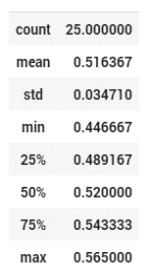 count 25.000000
mean 0.516367
std 0.034710
min 0.446667
25% 0.489167
50% 0.520000
75% 0.543333
max 0.565000